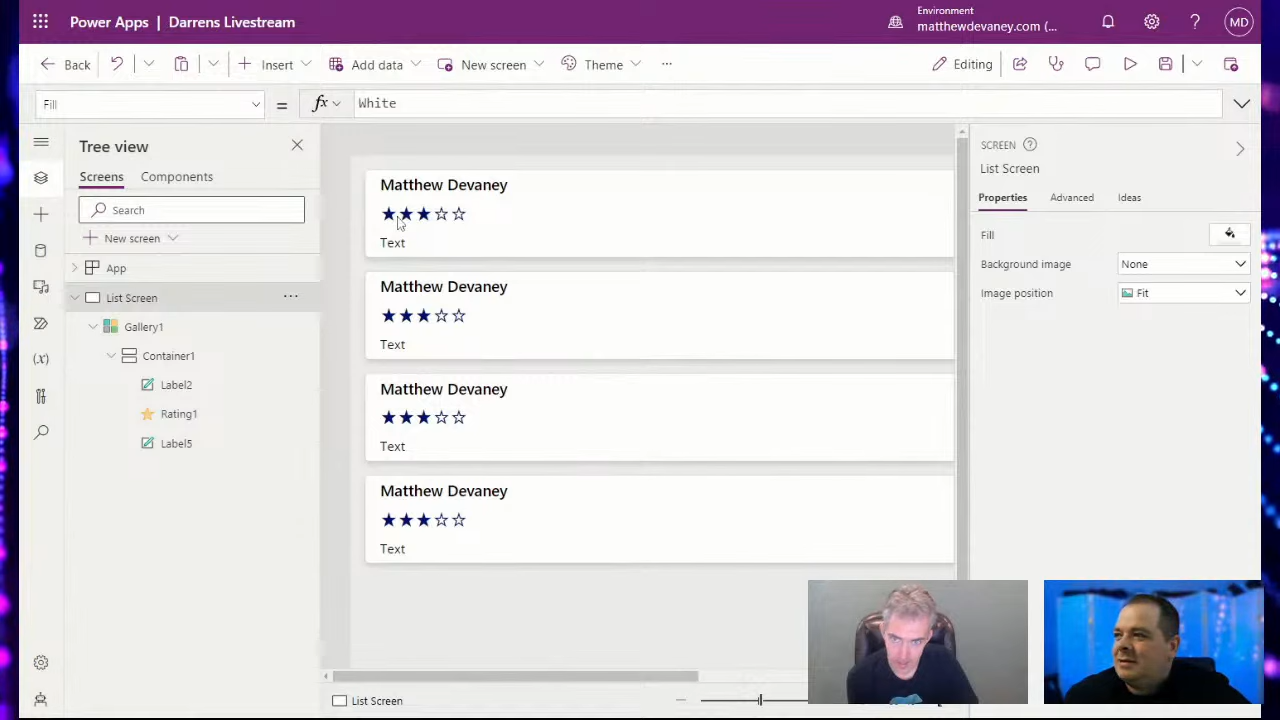 Power Apps | Darrens Livestream
Environment
matthewdevaney.com (...
MD
Back
Insert
Add data
New screen
Theme
...
Editing
Fill
=
fx
White
Tree view
Screens
Components
Search
New screen
App
List Screen
...
Gallery1
Container1
Label2
Rating1
Label5
(x)
Matthew Devaney
Text
Matthew Devaney
Text
Matthew Devaney
Text
Matthew Devaney
Text
List Screen
SCREEN
List Screen
Properties
Advanced
Ideas
Fill
Background image
None
Image position
Fit